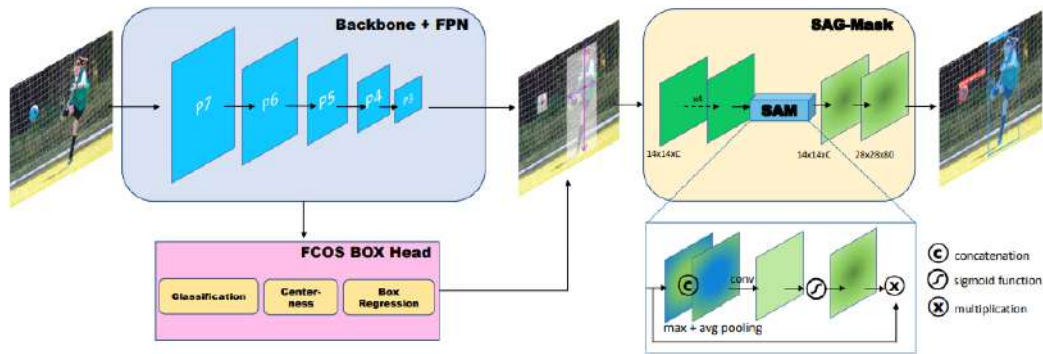 Backbone + FPN
P7
P6
P5
P4
P3
FCOS BOX Head
Classification
Center-
ness
Box
Regression
SAG-Mask
x4
SAM
14x14xC
14x14xC
28x28x80
C
conv
max + avg pooling
C concatenation
sigmoid function
X multiplication